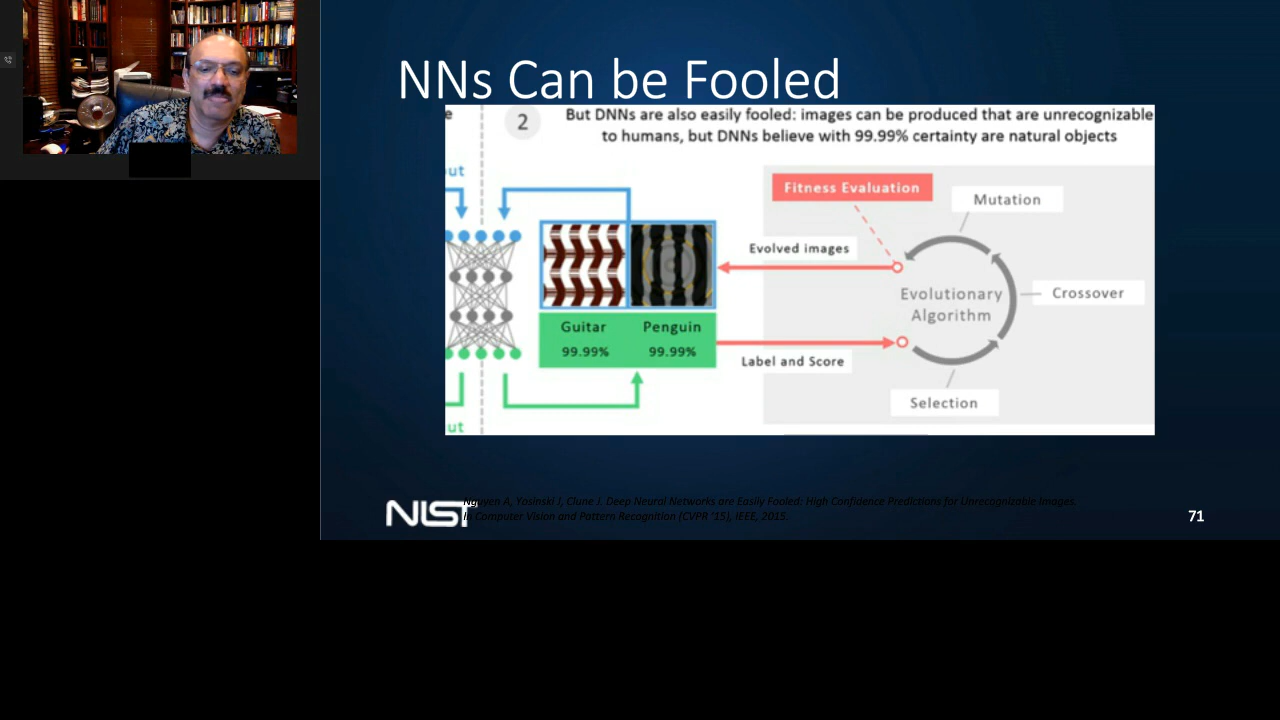 NNs Can be Fooled
e
2
But DNNs are also easily fooled: images can be produced that are unrecognizable
to humans, but DNNs believe with 99.99% certainty are natural objects
ut
Fitness Evaluation
Mutation
Evolved images
Evolutionary
Algorithm
Crossover
Guitar
Penguin
99.99%
99.99%
Label and Score
Selection
ut
NIST
Nguyen A, Yosinski J, Clune J. Deep Neural Networks are Easily Fooled: High Confidence Predictions for Unrecognizable Images.
In Computer Vision and Pattern Recognition (CVPR '15), IEEE, 2015.
71